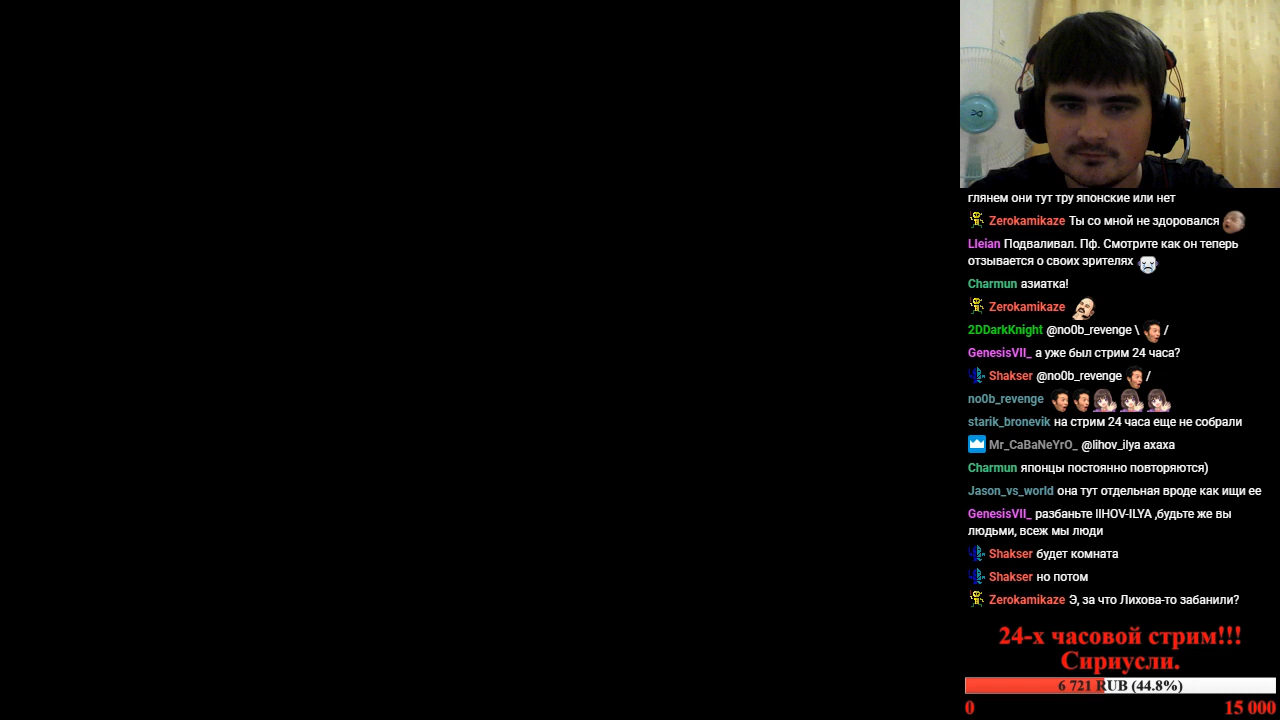 глянем они тут тру японские или нет
Zerokamikaze Ты со мной не здоровался
Lleian Подваливал. Пф. Смотрите как он теперь
отзывается о своих зрителях
Charmun азиатка!
Zerokamikaze
2DDarkKnight @no0b_revenge \ /
GenesisVII_ а уже был стрим 24 часа?
Shakser @no0b_revenge /
no0b_revenge
starik_bronevik на стрим 24 часа еще не собрали
Mr_CaBaNeYrO_ @lihov_ilya ахаха
Charmun японцы постоянно повторяются)
Jason_vs_world она тут отдельная вроде как ищи ее
GenesisVII_ разбаньте lIHOV-ILYA ,будьте же вы
людьми, всеж мы люди
Shakser будет комната
Shakser но потом
Zerokamikaze Э, за что Лихова-то забанили?
24-х часовой стрим!!!
Сириусли.
6 721 RUB (44.8%)
0 15 000